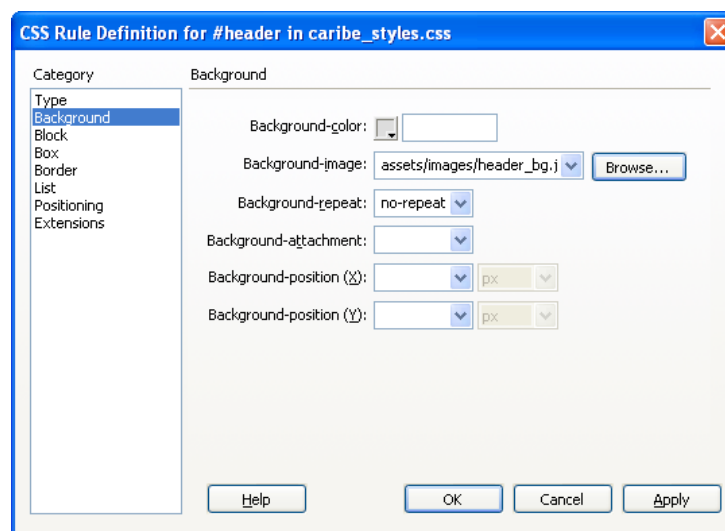 CSS Rule Definition for #header in caribe_styles.css
Category
Type
Background
Block
Box
Border
List
Positioning
Extensions
Background
Background-color:
Background-image: assets/images/header_bg.j Browse...
Background-repeat: no-repeat
Background-attachment:
Background-position (X): px
Background-position (Y): px
Help OK Cancel Apply